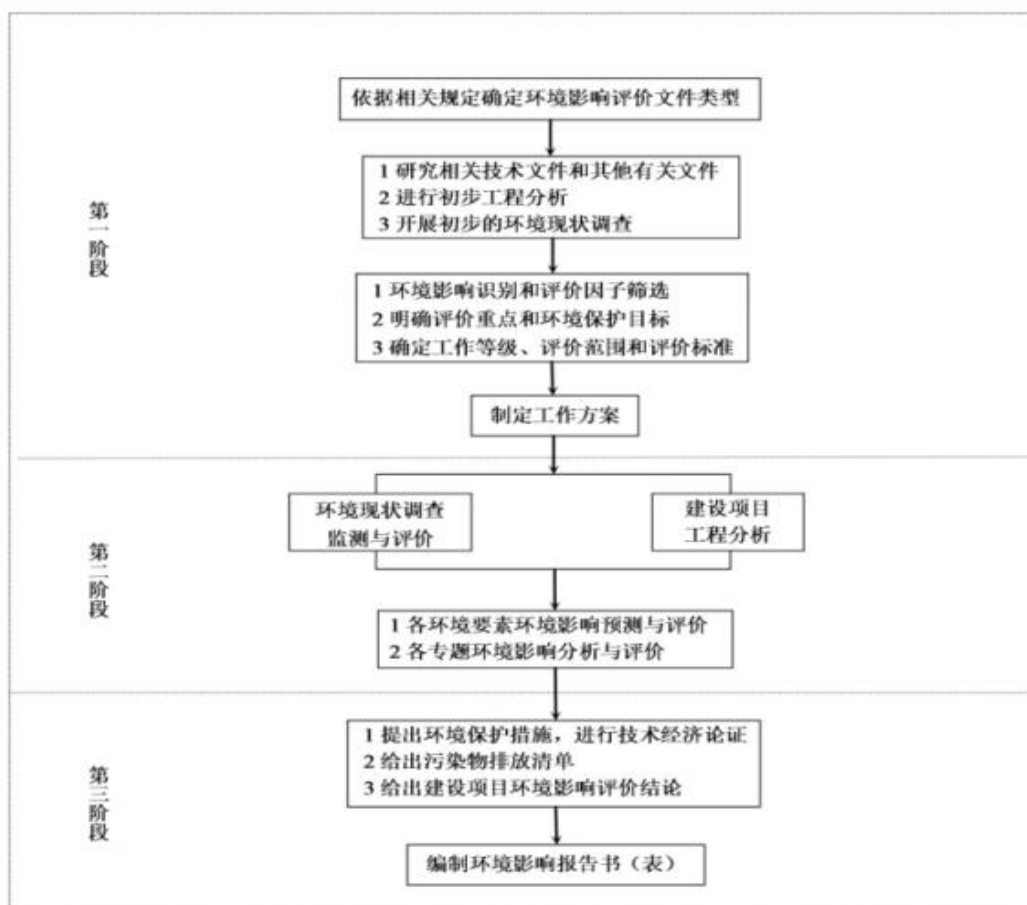 依据相关规定确定环境影响评价文件类型
1 研究相关技术文件和其他有关文件
2 进行初步工程分析
3 开展初步的环境现状调查
第一阶段
1 环境影响识别和评价因子筛选
2 明确评价重点和环境保护目标
3 确定工作等级、评价范围和评价标准
制定工作方案
环境现状调查
监测与评价
建设项目
工程分析
第二阶段
1 各环境要素环境影响预测与评价
2 各专题环境影响分析与评价
1 提出环境保护措施，进行技术经济论证
2 给出污染物排放清单
3 给出建设项目环境影响评价结论
第三阶段
编制环境影响报告书（表）